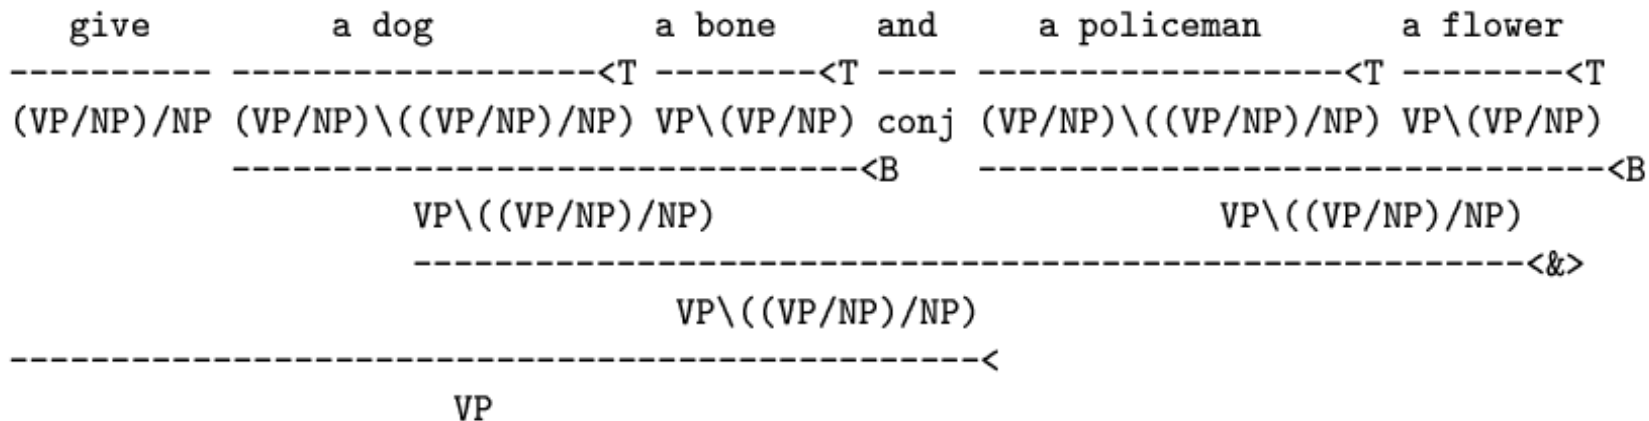 give a dog a bone and a policeman a flower
---------- ------------------<T --------<T ---- ------------------<T --------<T
(VP/NP)/NP (VP/NP)\((VP/NP)/NP) VP\(VP/NP) conj (VP/NP)\((VP/NP)/NP) VP\(VP/NP)
-------------------------------<B -------------------------------<B
VP\((VP/NP)/NP) VP\((VP/NP)/NP)
-------------------------------------------------------<&>
VP\((VP/NP)/NP)
------------------------------------------------<
VP